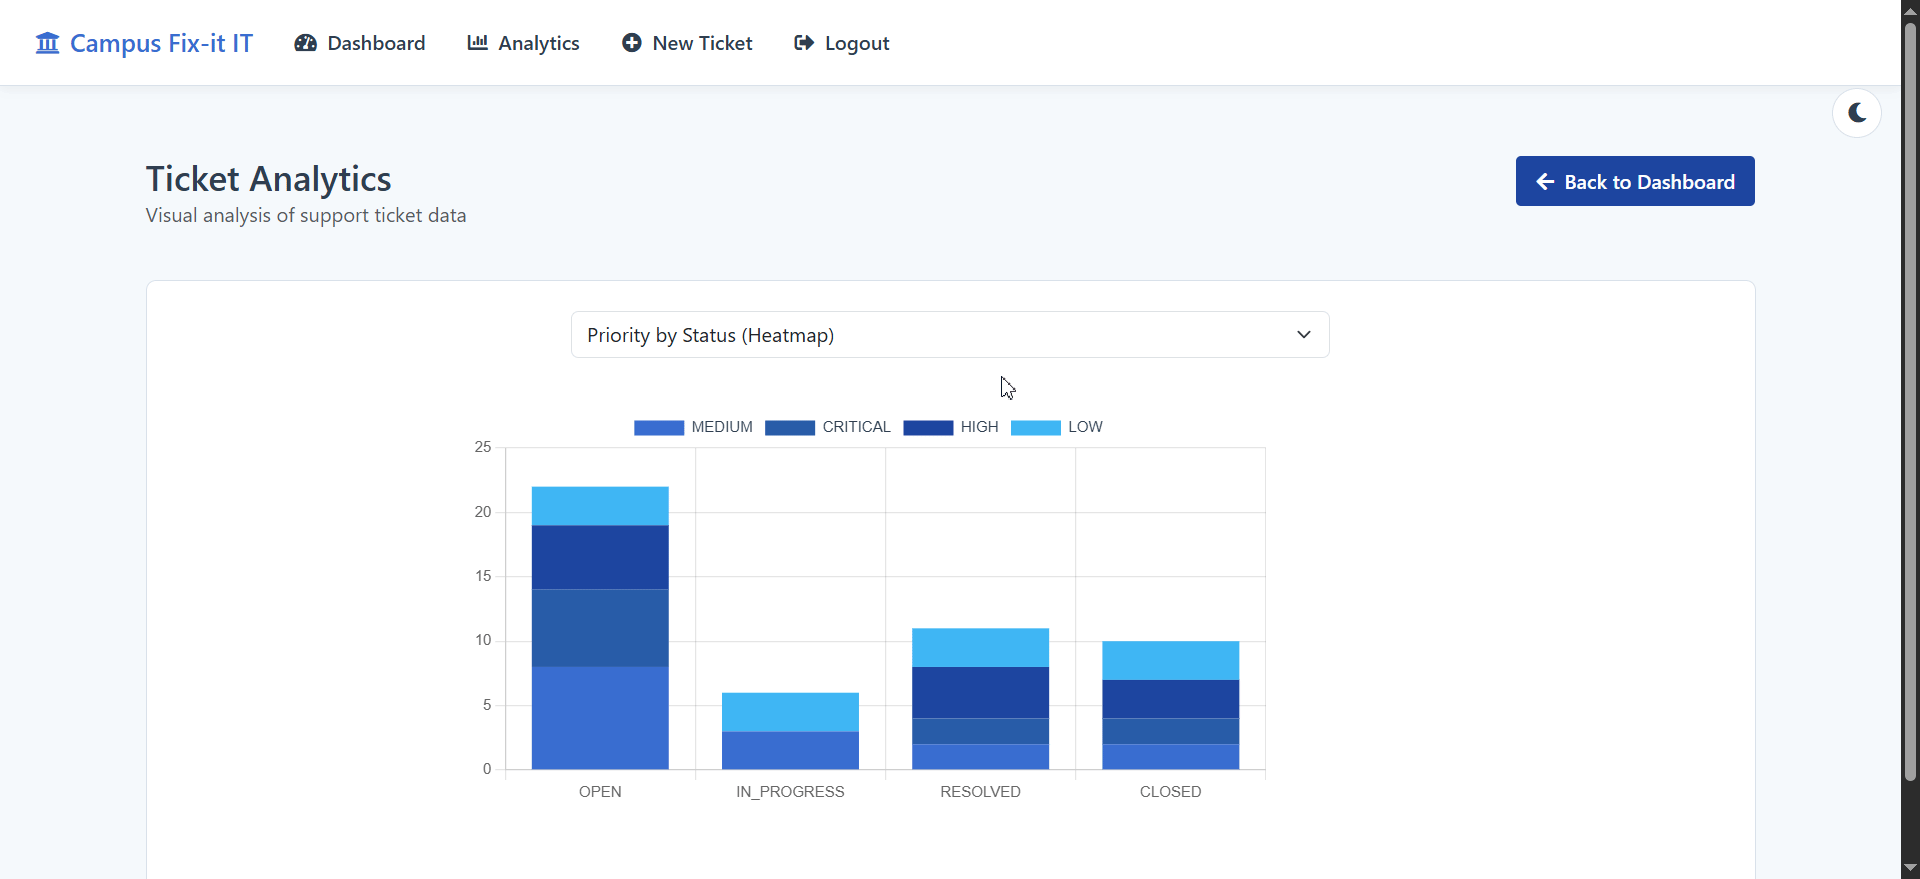 Campus Fix-it IT Dashboard Analytics New Ticket Logout
Ticket Analytics
Visual analysis of support ticket data
Back to Dashboard
Priority by Status (Heatmap)
MEDIUM CRITICAL HIGH LOW
25
20
15
10
5
0
OPEN IN_PROGRESS RESOLVED CLOSED